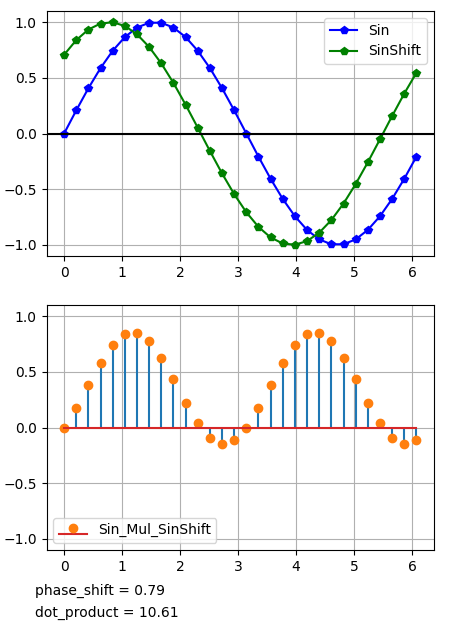 1.0
0.5
0.0
−0.5
−1.0
0 1 2 3 4 5 6
Sin
SinShift
1.0
0.5
0.0
−0.5
−1.0
0 1 2 3 4 5 6
Sin_Mul_SinShift
phase_shift = 0.79
dot_product = 10.61